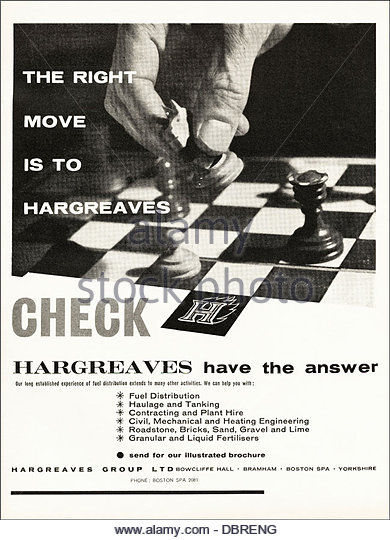 THE RIGHT
MOVE
IS TO
HARGREAVES
alamy
stock photo
H
CHECK
HARGREAVES have the answer
Our long established experience of fuel distribution extends to many other activities. We can help you with:
✳ Fuel Distribution
✳ Haulage and Tanking
✳ Contracting and Plant Hire
✳ Civil, Mechanical and Heating Engineering
✳ Roadstone, Bricks, Sand, Gravel and Lime
✳ Granular and Liquid Fertilisers
● send for our illustrated brochure
HARGREAVES GROUP LTD BOWCLIFFE HALL · BRAMHAM · BOSTON SPA · YORKSHIRE
PHONE: BOSTON SPA 2081
DBRENG
www.alamy.com